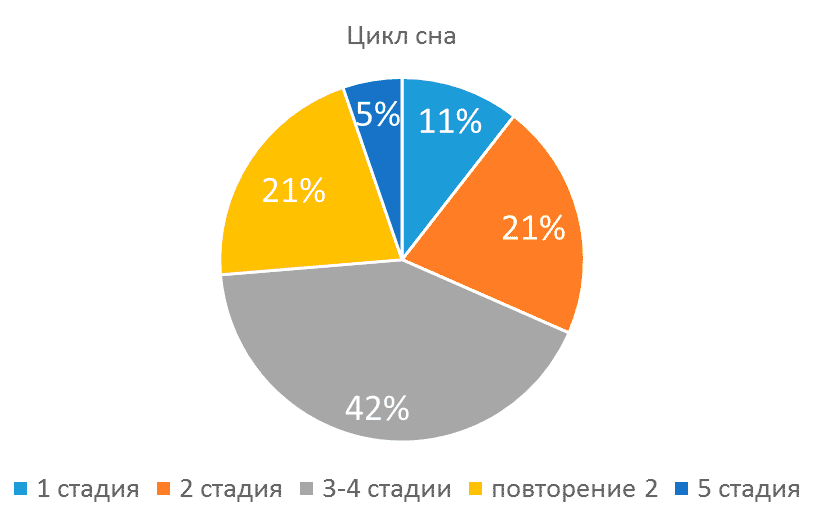 Цикл сна
5%
11%
21%
21%
42%
1 стадия 2 стадия 3-4 стадии повторение 2 5 стадия